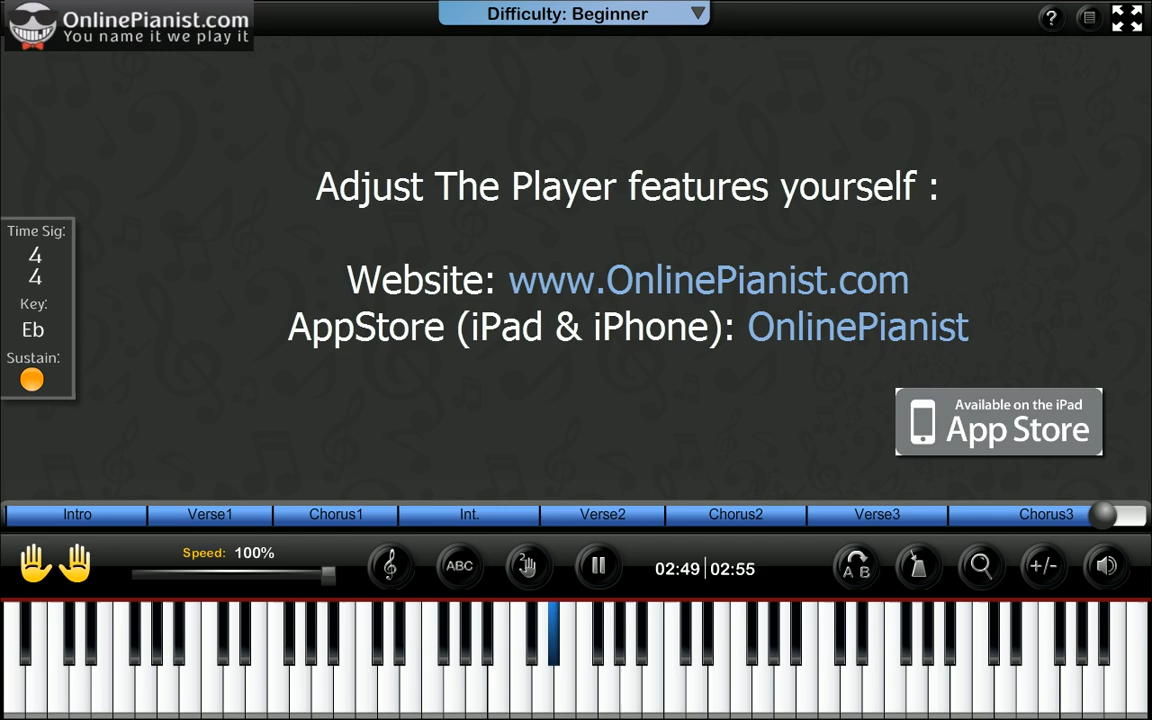 OnlinePianist.com
You name it we play it
Difficulty: Beginner
?
Adjust The Player features yourself :
Website: www.OnlinePianist.com
AppStore (iPad & iPhone): OnlinePianist
Time Sig:
4
4
Key:
Eb
Sustain:
Available on the iPad
App Store
Intro Verse1 Chorus1 Int. Verse2 Chorus2 Verse3 Chorus3
Speed: 100%
ABC
02:49 | 02:55
A B
+/-